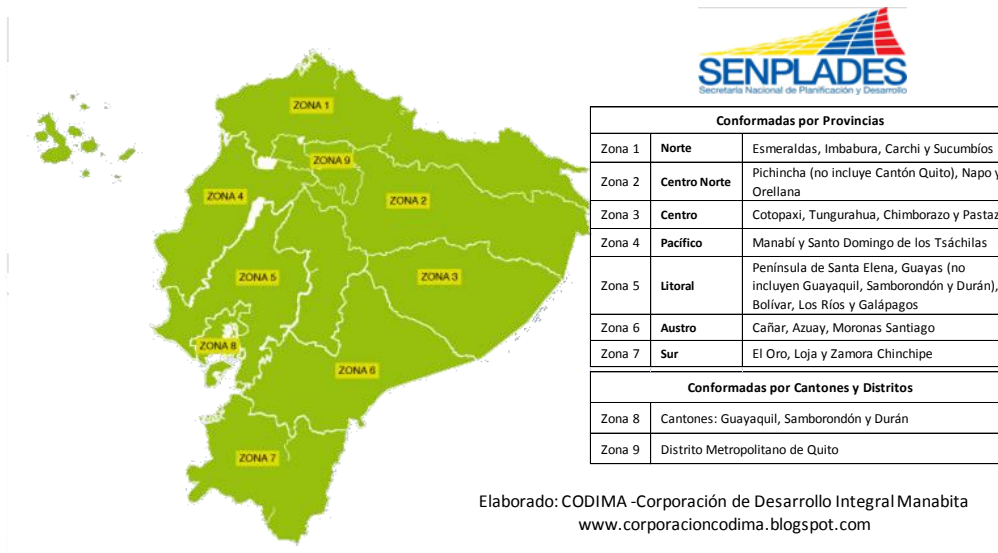 SENPLADES
Secretaría Nacional de Planificación y Desarrollo
ZONA 1
ZONA 9
ZONA 4
ZONA 2
ZONA 5
ZONA 3
ZONA 8
ZONA 6
ZONA 7
Conformadas por Provincias
Zona 1 Norte Esmeraldas, Imbabura, Carchi y Sucumbíos
Zona 2 Centro Norte Pichincha (no incluye Cantón Quito), Napo y
Orellana
Zona 3 Centro Cotopaxi, Tungurahua, Chimborazo y Pastaz
Zona 4 Pacífico Manabí y Santo Domingo de los Tsáchilas
Zona 5 Litoral Península de Santa Elena, Guayas (no
incluyen Guayaquil, Samborondón y Durán),
Bolívar, Los Ríos y Galápagos
Zona 6 Austro Cañar, Azuay, Moronas Santiago
Zona 7 Sur El Oro, Loja y Zamora Chinchipe
Conformadas por Cantones y Distritos
Zona 8 Cantones: Guayaquil, Samborondón y Durán
Zona 9 Distrito Metropolitano de Quito
Elaborado: CODIMA -Corporación de Desarrollo Integral Manabita
www.corporacioncodima.blogspot.com